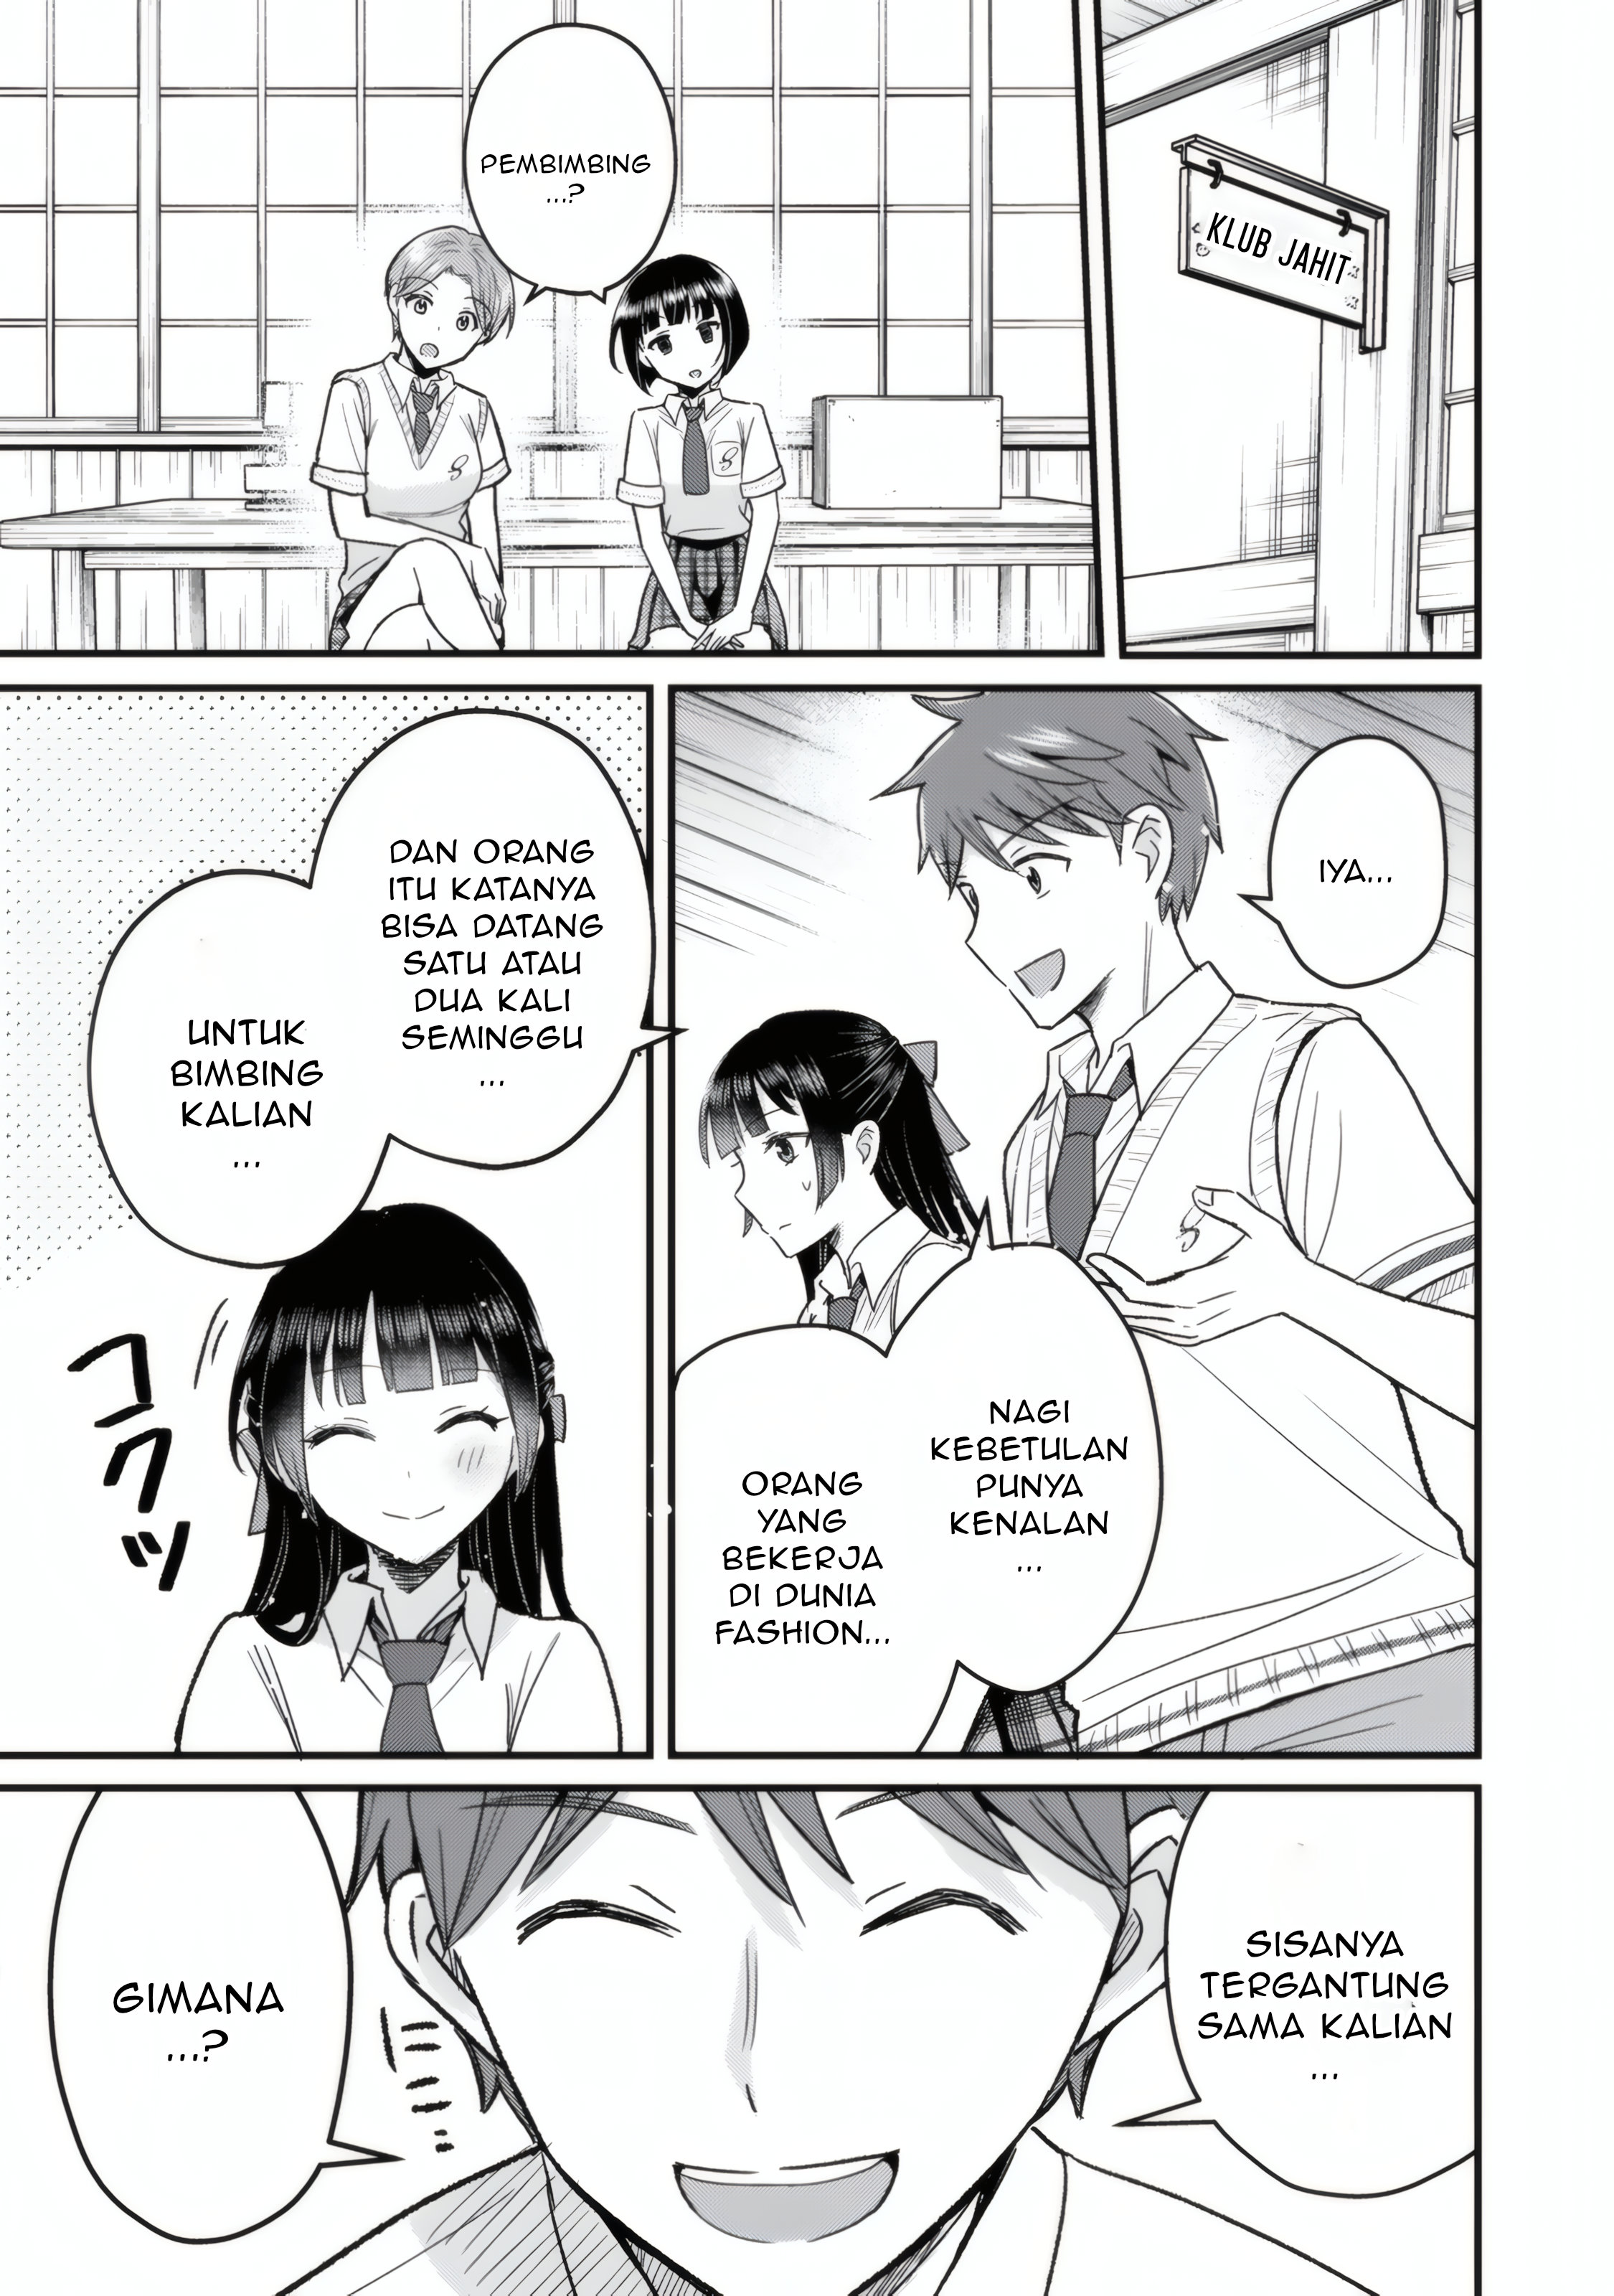 KLUB JAHIT
PEMBIMBING
...?
IYA...
NAGI
KEBETULAN
PUNYA
KENALAN
...
ORANG
YANG
BEKERJA
DI DUNIA
FASHION...
DAN ORANG
ITU KATANYA
BISA DATANG
SATU ATAU
DUA KALI
SEMINGGU
...
UNTUK
BIMBING
KALIAN
...
コクッ
SISANYA
TERGANTUNG
SAMA KALIAN
...
GIMANA
...?